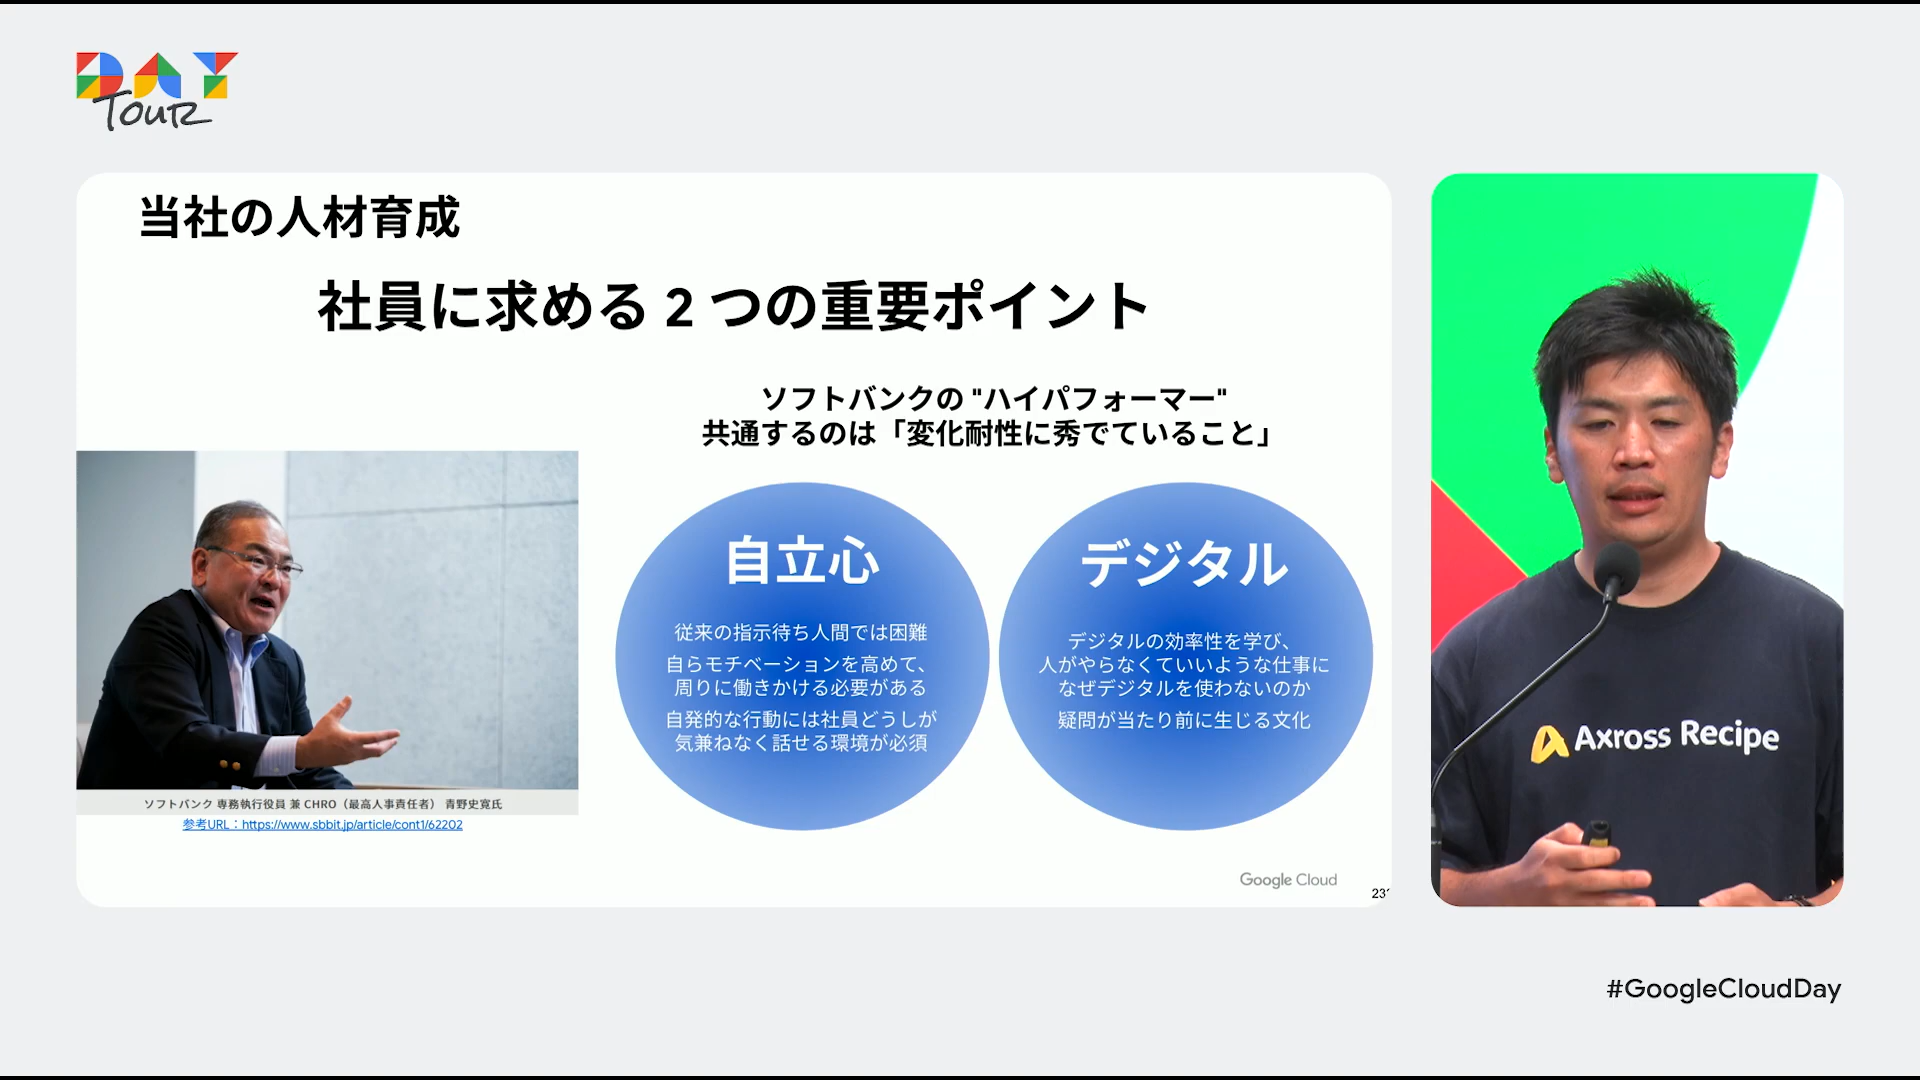 DAY
Tour
当社の人材育成
社員に求める 2 つの重要ポイント
ソフトバンクの "ハイパフォーマー"
共通するのは「変化耐性に秀でていること」
自立心
従来の指示待ち人間では困難
自らモチベーションを高めて、
周りに働きかける必要がある
自発的な行動には社員どうしが
気兼ねなく話せる環境が必須
デジタル
デジタルの効率性を学び、
人がやらなくていいような仕事に
なぜデジタルを使わないのか
疑問が当たり前に生じる文化
ソフトバンク 専務執行役員 兼 CHRO（最高人事責任者） 青野史寛氏
参考URL：https://www.sbbit.jp/article/cont1/62202
Google Cloud
Axross Recipe
#GoogleCloudDay